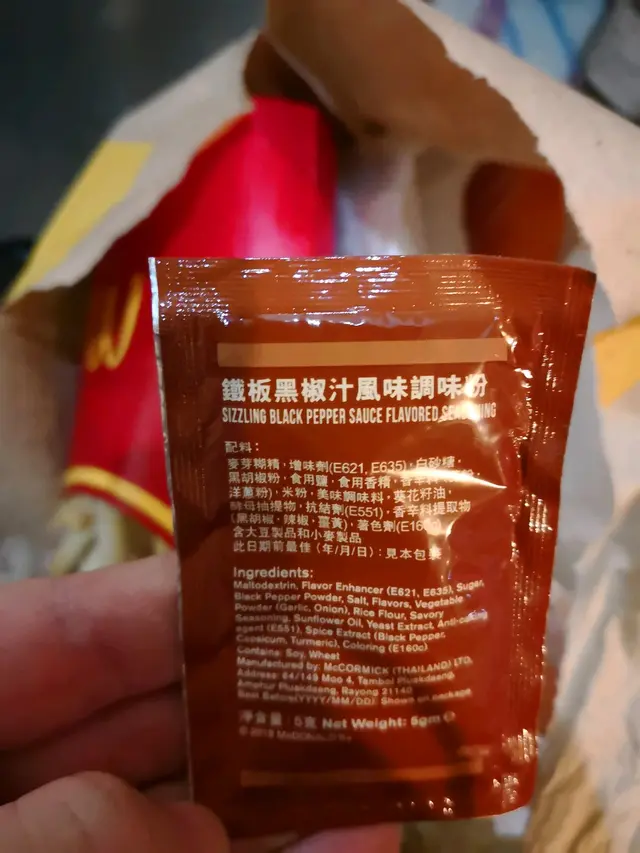 鐵板黑椒汁風味調味粉
SIZZLING BLACK PEPPER SAUCE FLAVORED SEASONING
配料：
麥芽糊精，增味劑(E621, E635)，白砂糖，
黑胡椒粉，食用鹽，食用香精，香辛料
洋蔥粉)，米粉，美味調味料，葵花籽油，
酵母抽提物，抗結劑(E551)，香辛料提取物
(黑胡椒，辣椒，薑黃)，着色劑(E160c)
含大豆製品和小麥製品
此日期前最佳（年/月/日）：見本包裝
Ingredients:
Maltodextrin, Flavor Enhancer (E621, E635), Sugar,
Black Pepper Powder, Salt, Flavors, Vegetable
Powder (Garlic, Onion), Rice Flour, Savory
Seasoning, Sunflower Oil, Yeast Extract, Anti-caking
agent (E551), Spice Extract (Black Pepper,
Capsicum, Turmeric), Coloring (E160c)
Contains: Soy, Wheat
Manufactured by: McCORMICK (THAILAND) LTD.
Address: 64/149 Moo 4, Tambol Pluakdaeng,
Amphur Pluakdaeng, Rayong 21140
Best Before(YYYY/MM/DD): Shown on package
淨含量：5克 Net Weight: 5gm
McDonald's